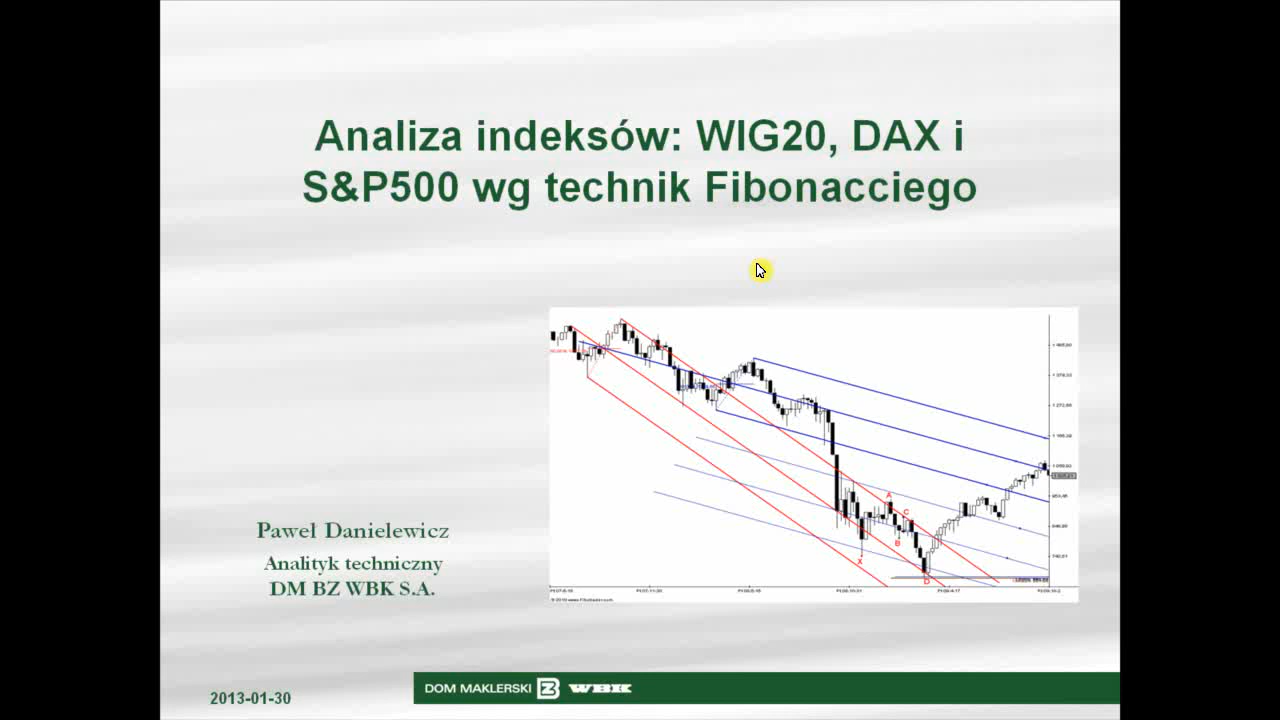 Analiza indeksów: WIG20, DAX i
S&P500 wg technik Fibonacciego
A
C
B
X
D
Paweł Danielewicz
Analityk techniczny
DM BZ WBK S.A.
2013-01-30
DOM MAKLERSKI Z WBK